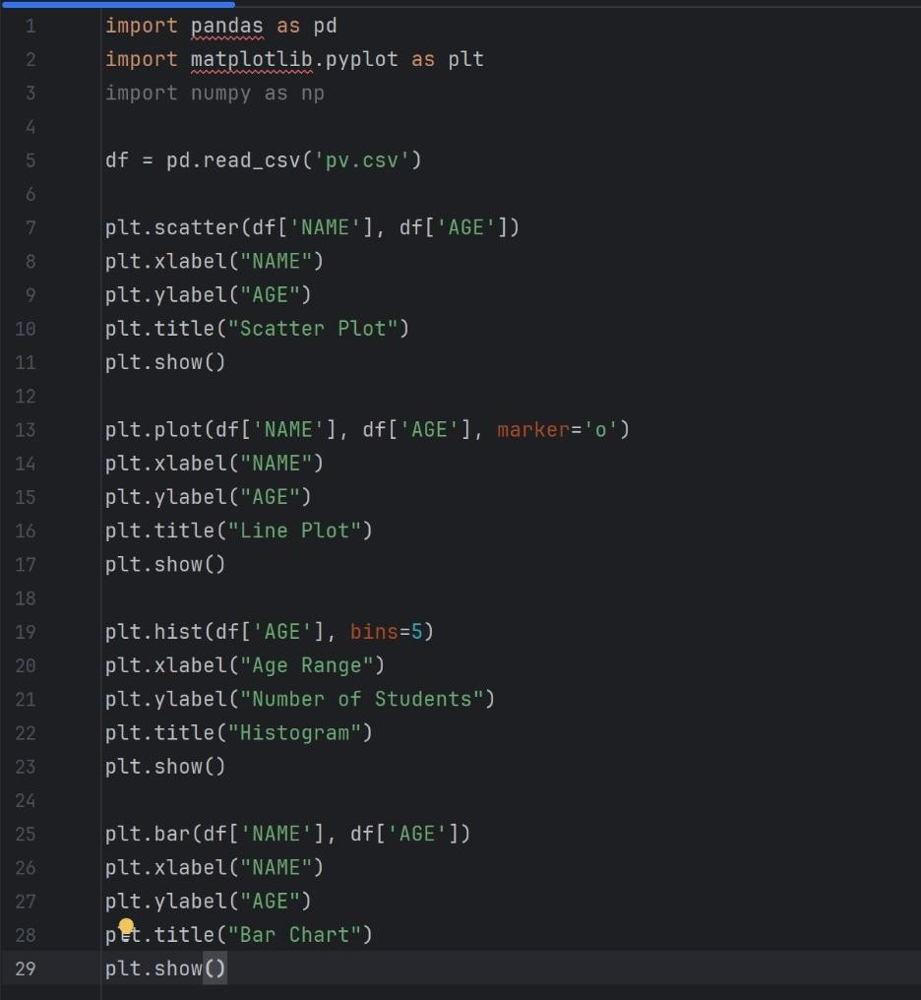 1 import pandas as pd
2 import matplotlib.pyplot as plt
3 import numpy as np
4
5 df = pd.read_csv('pv.csv')
6
7 plt.scatter(df['NAME'], df['AGE'])
8 plt.xlabel("NAME")
9 plt.ylabel("AGE")
10 plt.title("Scatter Plot")
11 plt.show()
12
13 plt.plot(df['NAME'], df['AGE'], marker='o')
14 plt.xlabel("NAME")
15 plt.ylabel("AGE")
16 plt.title("Line Plot")
17 plt.show()
18
19 plt.hist(df['AGE'], bins=5)
20 plt.xlabel("Age Range")
21 plt.ylabel("Number of Students")
22 plt.title("Histogram")
23 plt.show()
24
25 plt.bar(df['NAME'], df['AGE'])
26 plt.xlabel("NAME")
27 plt.ylabel("AGE")
28 plt.title("Bar Chart")
29 plt.show()